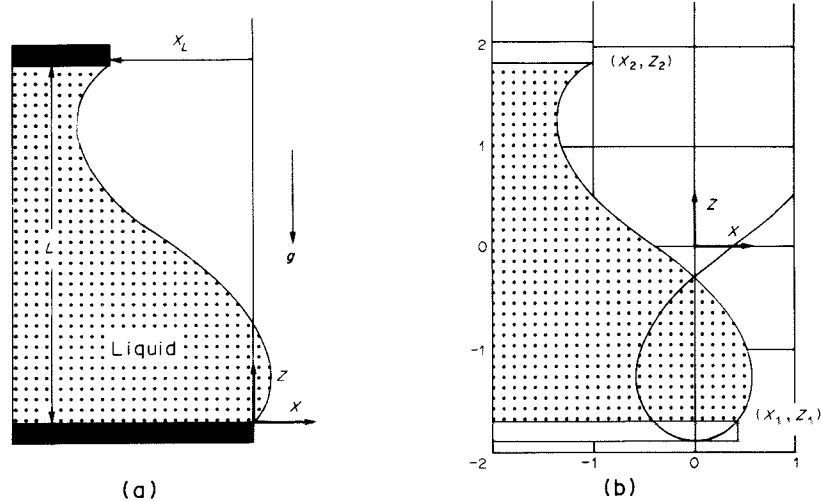 X_L
L
g
Liquid
Z
X
(a)
2
1
0
-1
-2
(X_2, Z_2)
Z
X
(X_1, Z_1)
-1
0
1
(b)